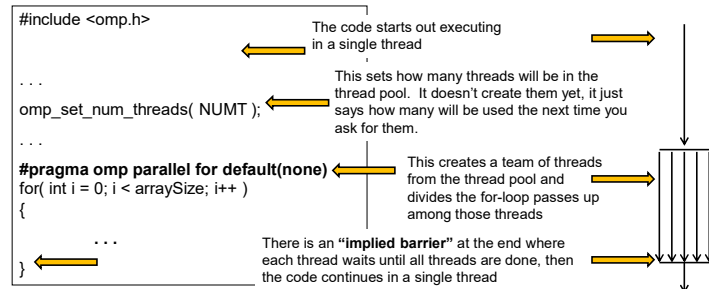 #include <omp.h>
The code starts out executing
in a single thread
. . .
This sets how many threads will be in the
thread pool. It doesn't create them yet, it just
says how many will be used the next time you
ask for them.
omp_set_num_threads( NUMT );
. . .
#pragma omp parallel for default(none)
for( int i = 0; i < arraySize; i++ )
{
. . .
}
This creates a team of threads
from the thread pool and
divides the for-loop passes up
among those threads
There is an “implied barrier” at the end where
each thread waits until all threads are done, then
the code continues in a single thread